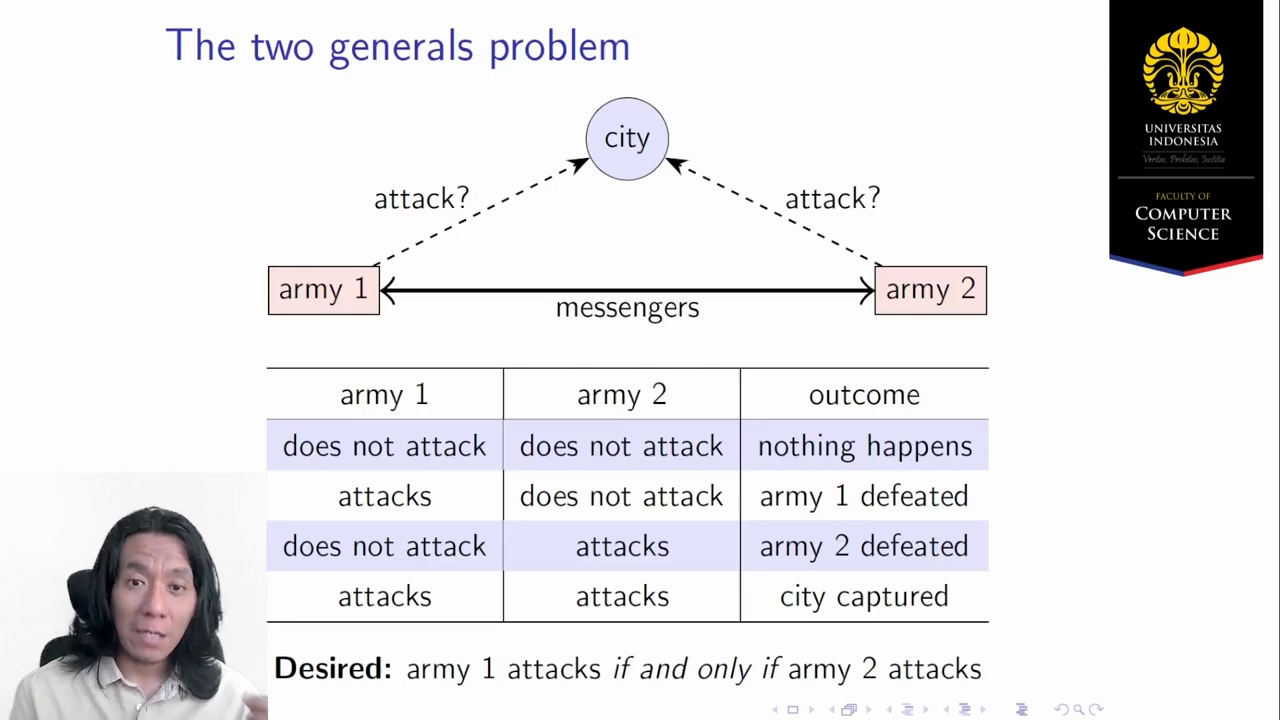 The two generals problem
UNIVERSITAS
INDONESIA
Veritas, Probitas, Iustitia
FACULTY OF
COMPUTER
SCIENCE
city
attack?
attack?
army 1
army 2
messengers
army 1 army 2 outcome
does not attack does not attack nothing happens
attacks does not attack army 1 defeated
does not attack attacks army 2 defeated
attacks attacks city captured
Desired: army 1 attacks if and only if army 2 attacks